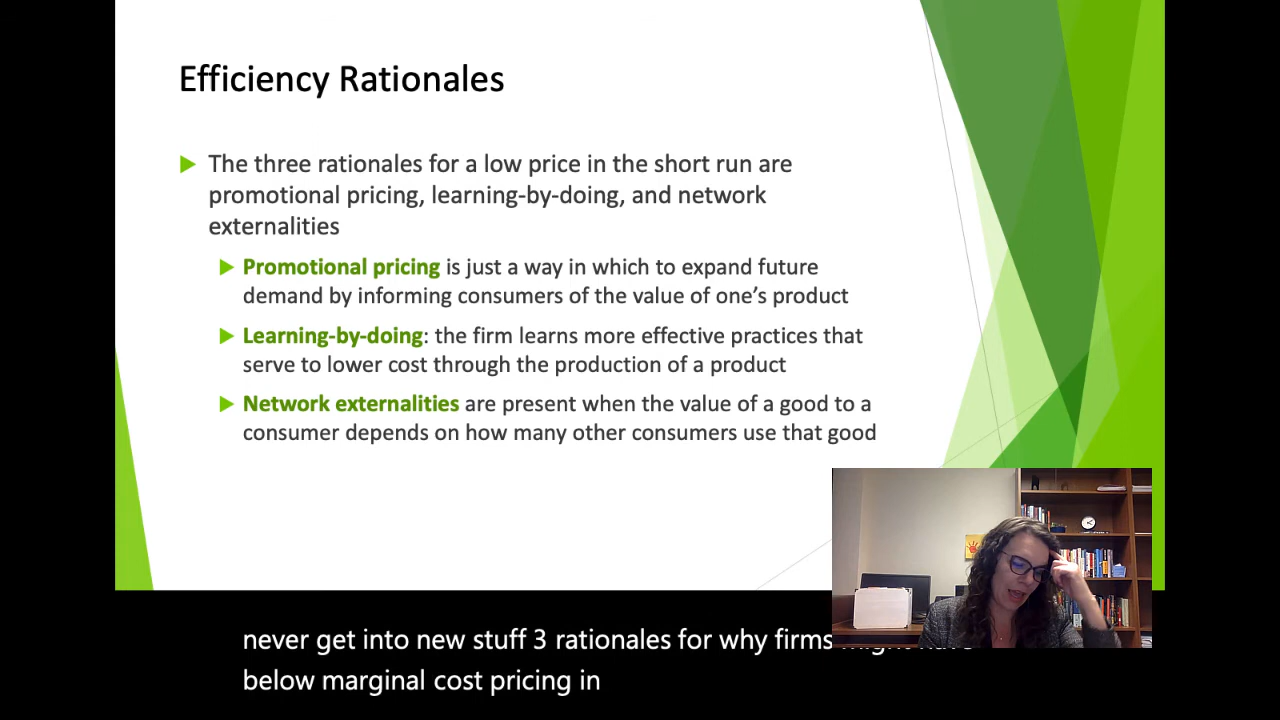 Efficiency Rationales
The three rationales for a low price in the short run are
promotional pricing, learning-by-doing, and network
externalities
Promotional pricing is just a way in which to expand future
demand by informing consumers of the value of one's product
Learning-by-doing: the firm learns more effective practices that
serve to lower cost through the production of a product
Network externalities are present when the value of a good to a
consumer depends on how many other consumers use that good
never get into new stuff 3 rationales for why firms
below marginal cost pricing in